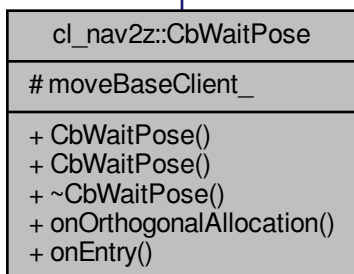 cl_nav2z::CbWaitPose
# moveBaseClient_
+ CbWaitPose()
+ CbWaitPose()
+ ~CbWaitPose()
+ onOrthogonalAllocation()
+ onEntry()